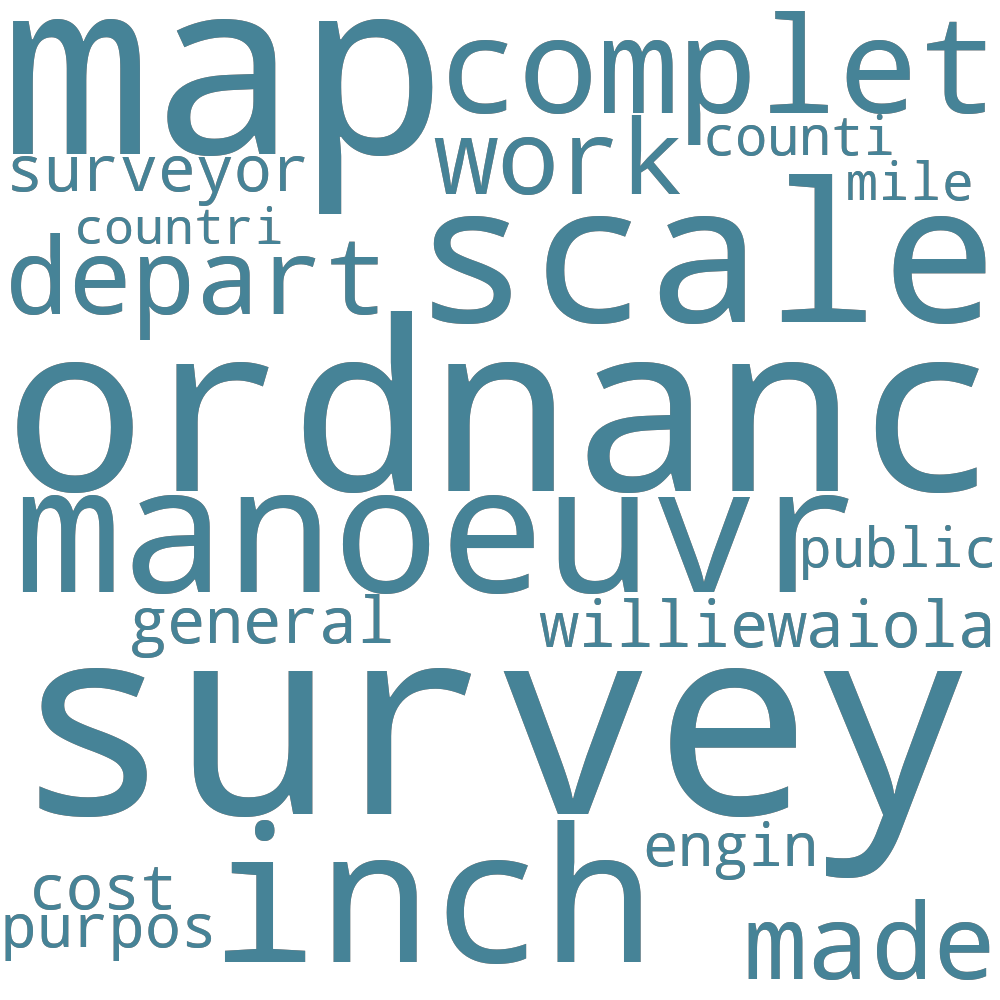 map complet
surveyor work counti
mile
countri
depart scale
ordnanc
manoeuvr public
general williewaiola
survey
inch engin
cost
purpos made